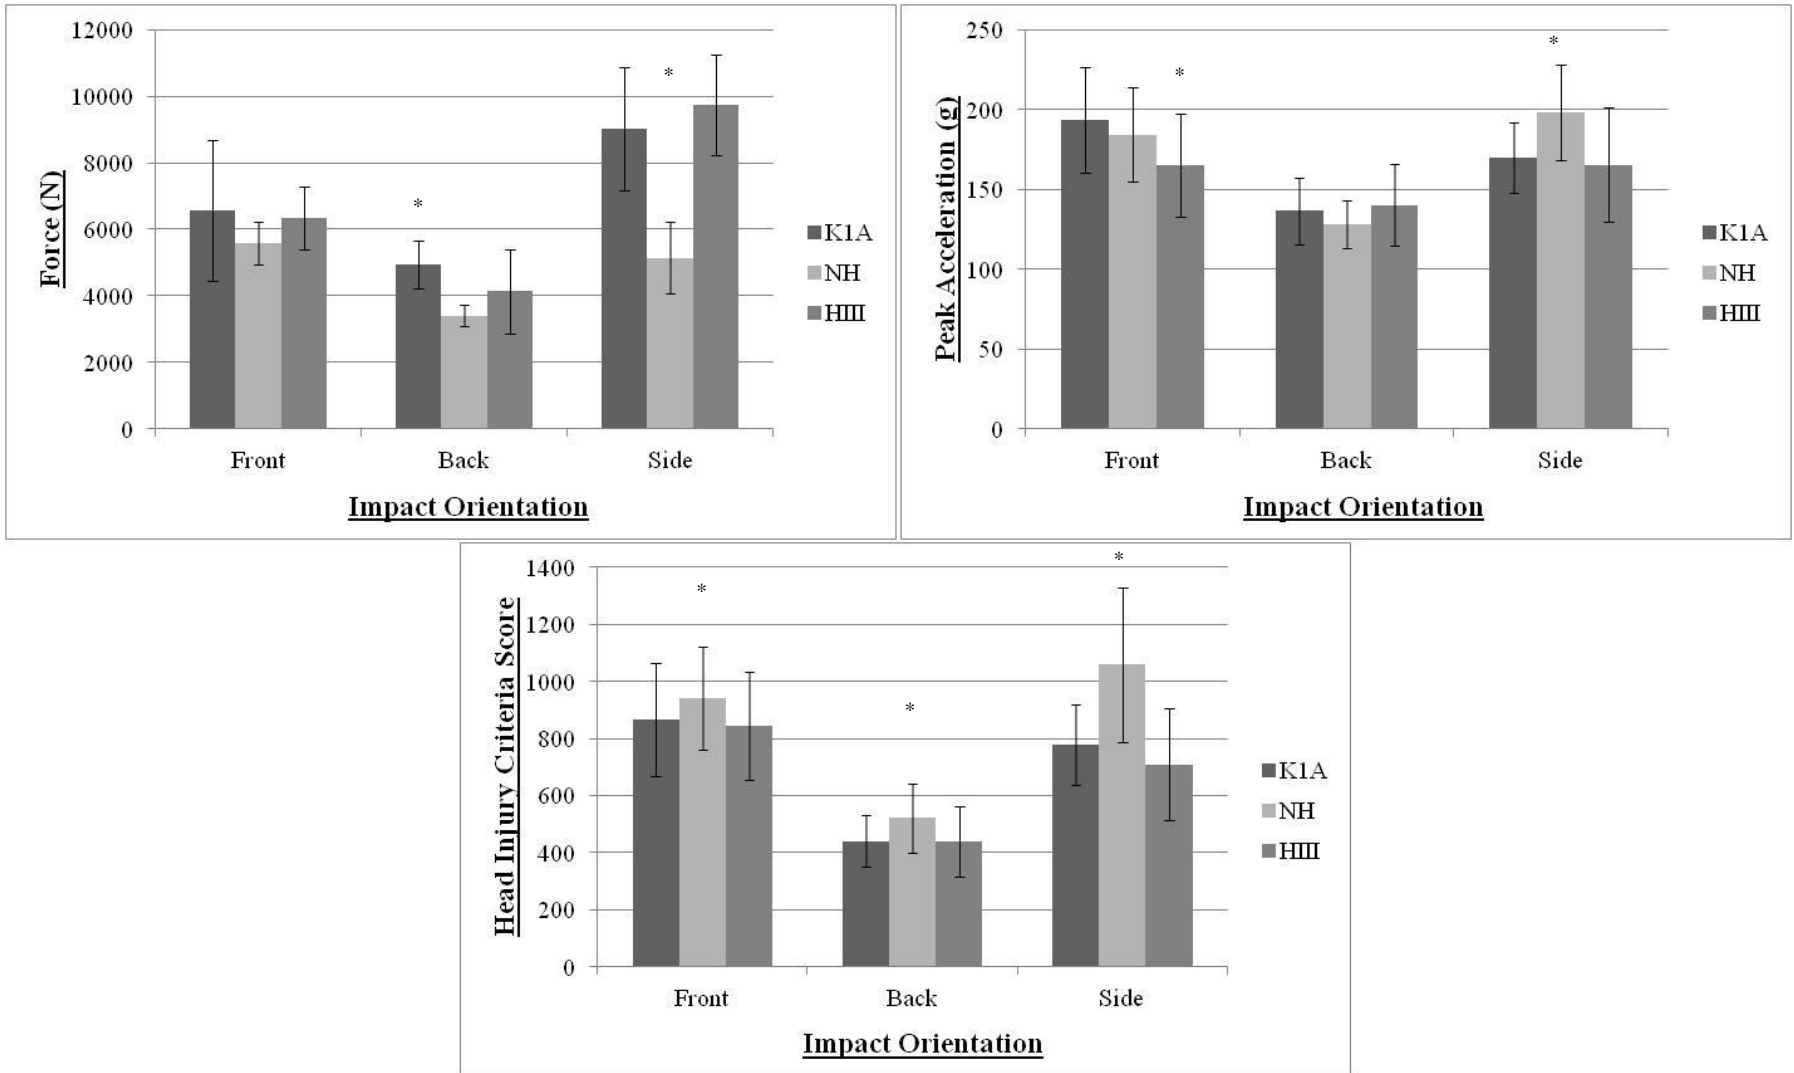 12000
10000
8000
6000
4000
2000
0
Force (N)
*
*
Front Back Side
Impact Orientation
K1A
NH
HIII
250
200
150
100
50
0
Peak Acceleration (g)
*
*
Front Back Side
Impact Orientation
K1A
NH
HIII
1400
1200
1000
800
600
400
200
0
Head Injury Criteria Score
*
*
*
Front Back Side
Impact Orientation
K1A
NH
HIII